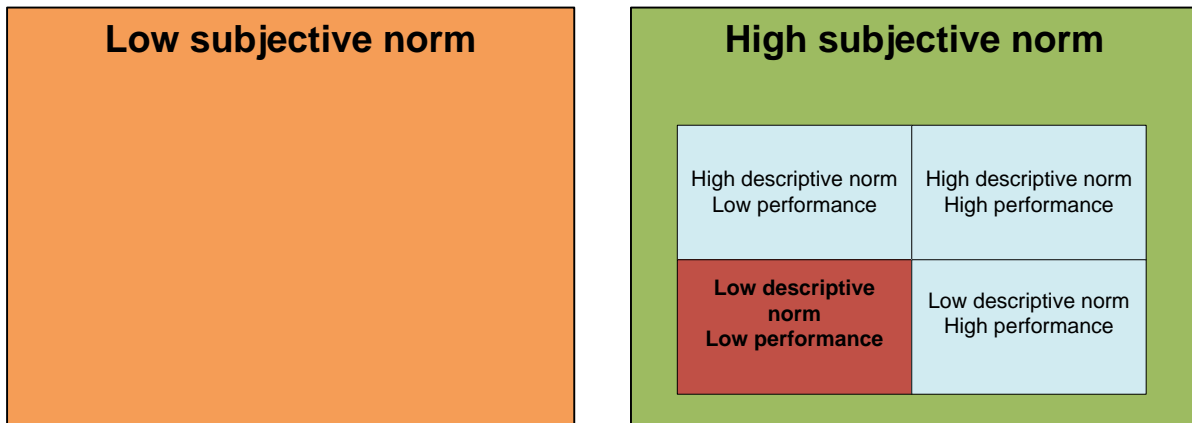 Low subjective norm
High subjective norm
High descriptive norm
Low performance
High descriptive norm
High performance
Low descriptive
norm
Low performance
Low descriptive norm
High performance